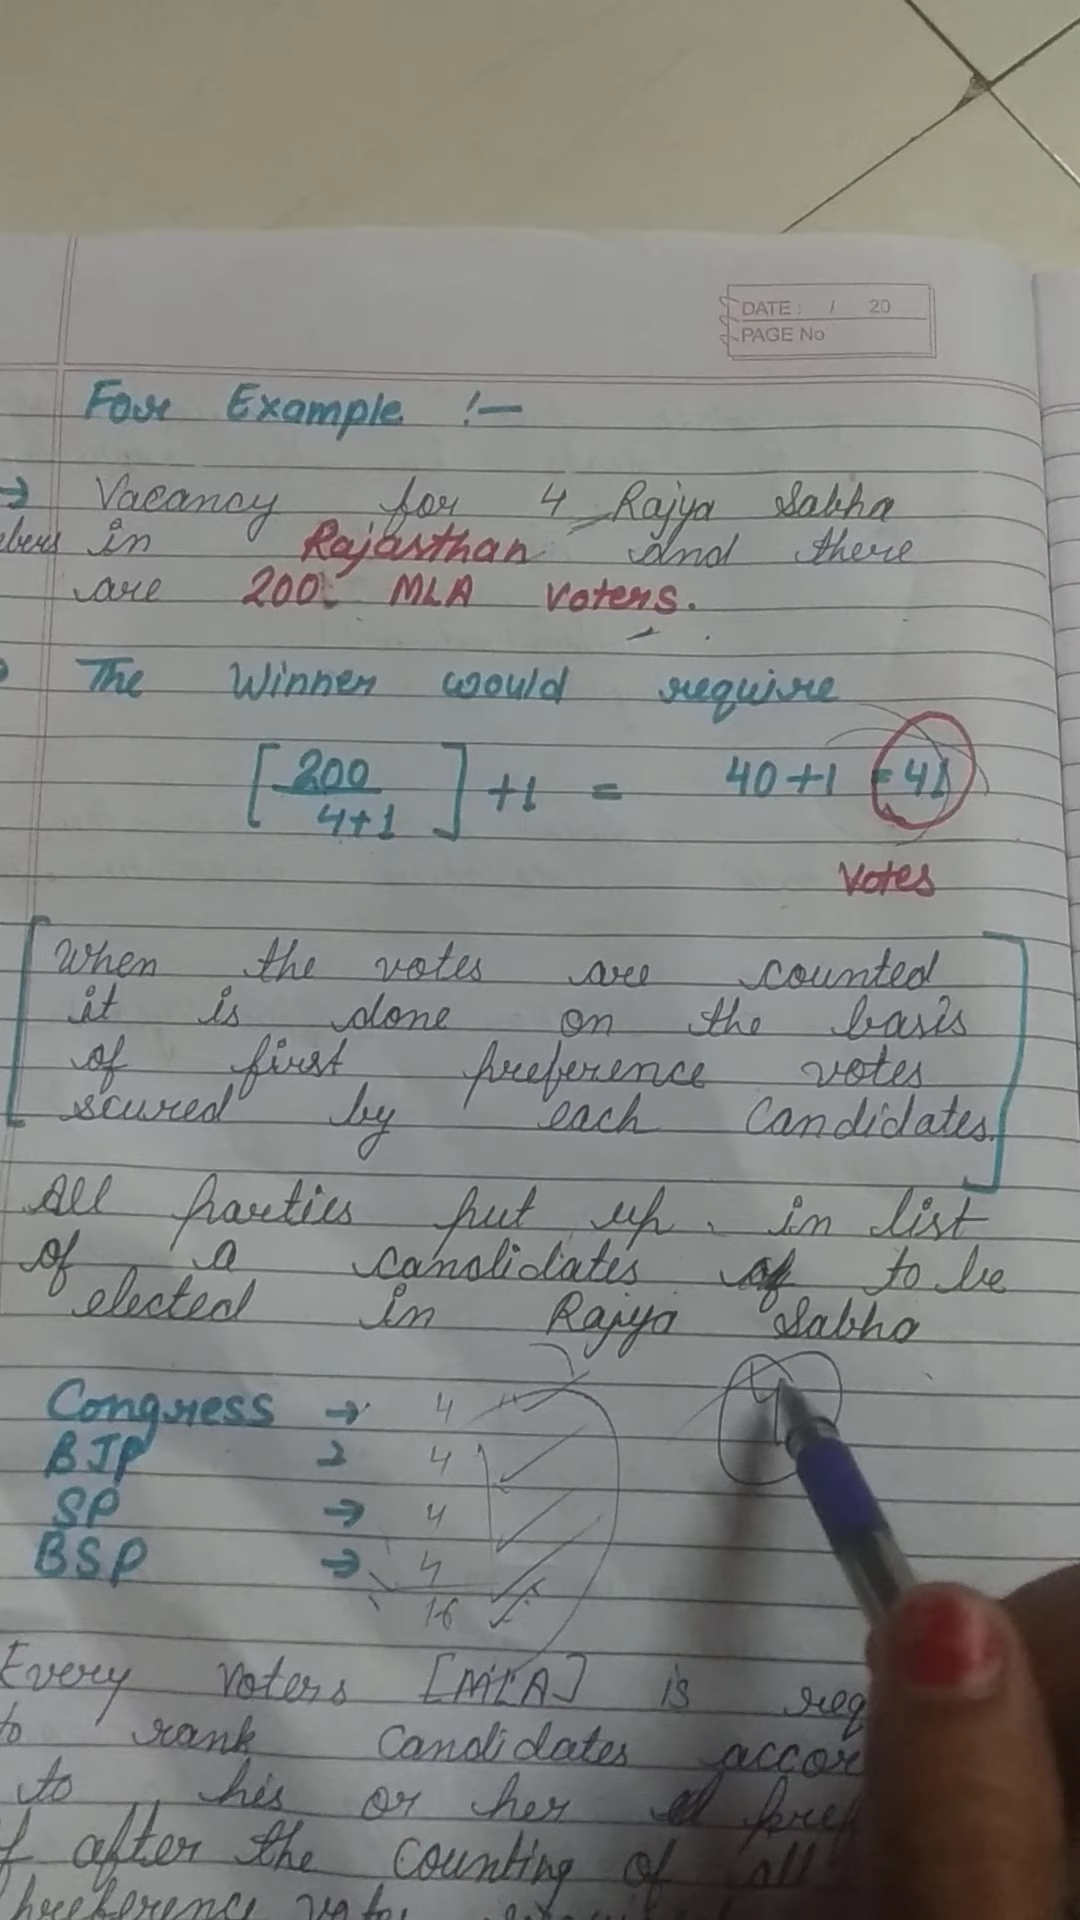 DATE : / 20
PAGE No
Four Example :-
→ Vacancy for 4 Rajya Sabha
bers in Rajasthan and there
are 200 MLA voters.
The Winner would require
[200 / 4+1] +1 = 40+1 = 41
votes
When the votes are counted
it is done on the basis
of first preference votes
scured by each Candidates.
All parties put up in list
of a candidates to be
elected in Rajya Sabha
Congress → 4
4
BJP → 4
SP → 4
BSP → 4
16
Every voters [MLA] is req
to rank Candidates accor
to his or her pref
f after the counting of all
preference